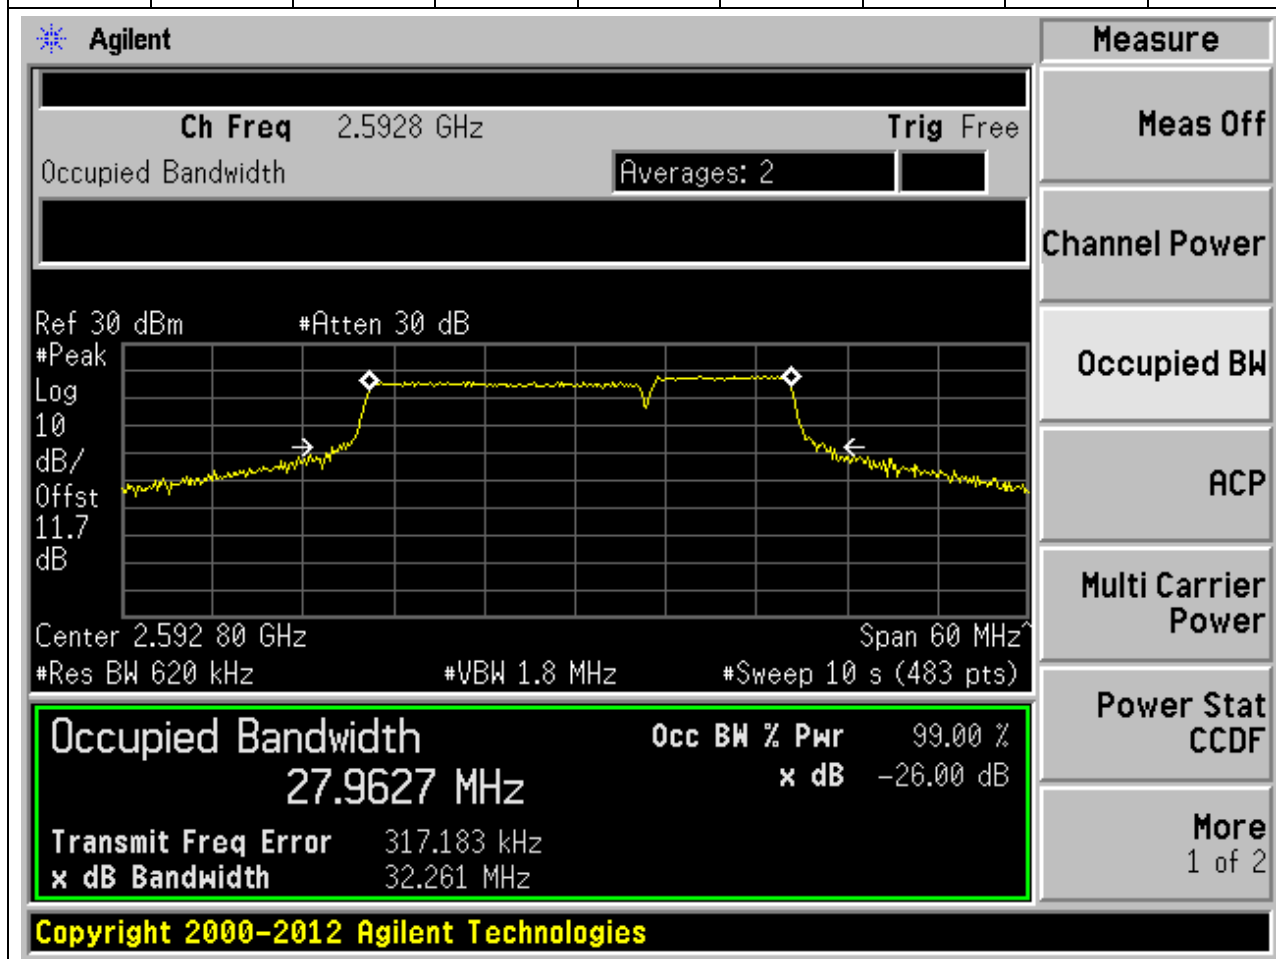 Agilent
Measure
Ch Freq 2.5928 GHz Trig Free
Occupied Bandwidth Averages: 2
Ref 30 dBm #Atten 30 dB
#Peak
Log
10
dB/
Offst
11.7
dB
Center 2.592 80 GHz Span 60 MHz^
#Res BW 620 kHz #VBW 1.8 MHz #Sweep 10 s (483 pts)
Occupied Bandwidth Occ BW % Pwr 99.00 %
27.9627 MHz x dB -26.00 dB
Transmit Freq Error 317.183 kHz
x dB Bandwidth 32.261 MHz
Meas Off
Channel Power
Occupied BW
ACP
Multi Carrier
Power
Power Stat
CCDF
More
1 of 2
Copyright 2000-2012 Agilent Technologies